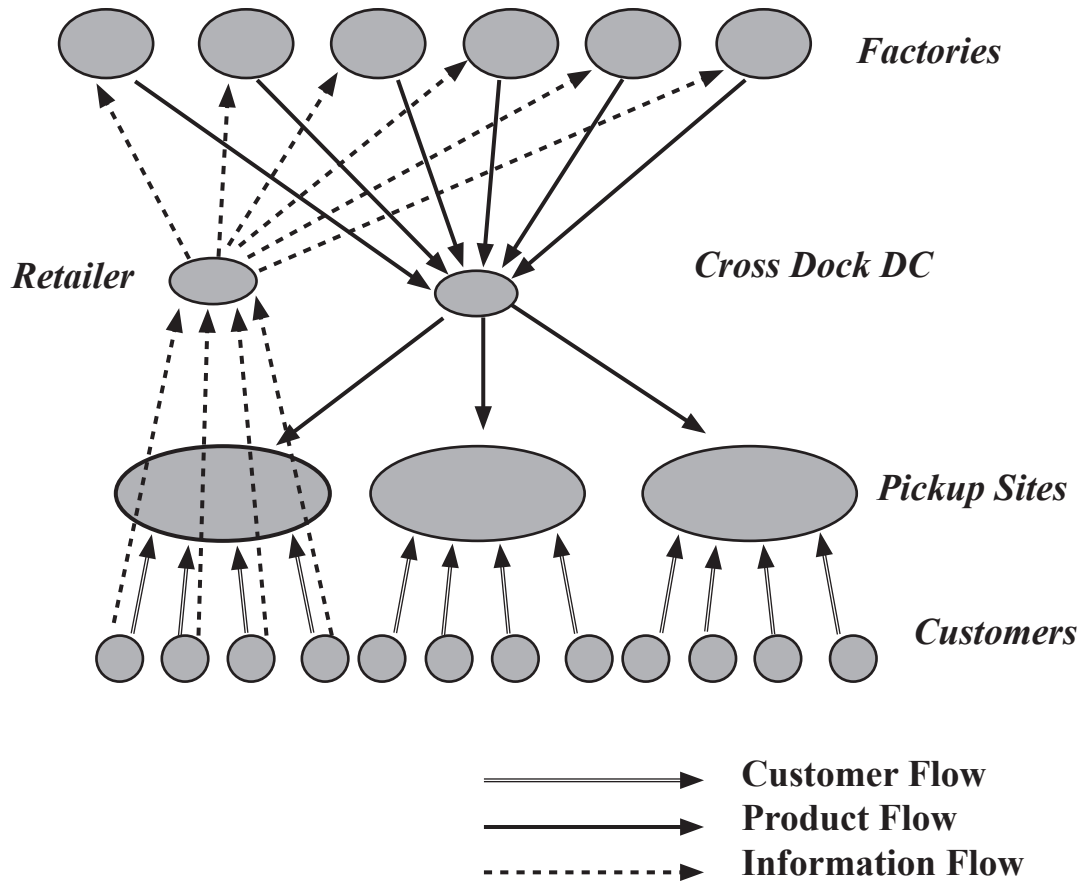 Factories
Retailer
Cross Dock DC
Pickup Sites
Customers
Customer Flow
Product Flow
Information Flow